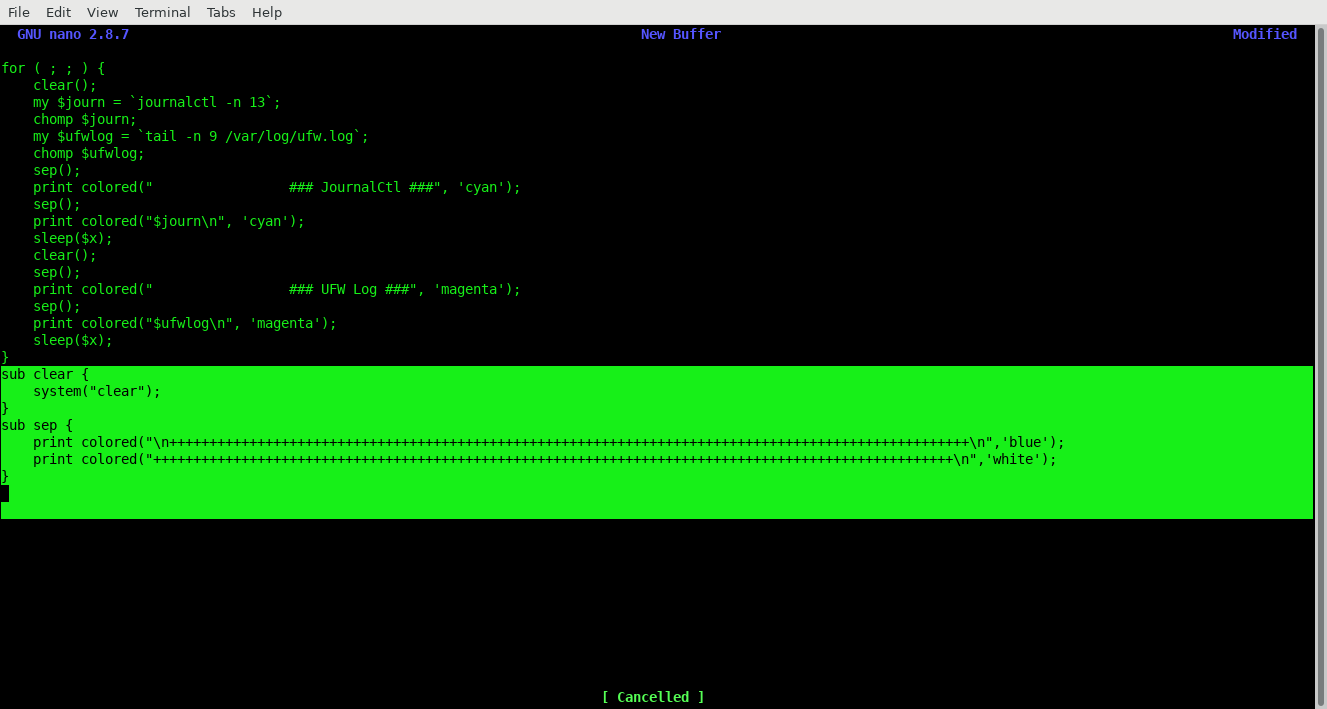 File Edit View Terminal Tabs Help
GNU nano 2.8.7 New Buffer Modified
for ( ; ; ) {
    clear();
    my $journ = `journalctl -n 13`;
    chomp $journ;
    my $ufwlog = `tail -n 9 /var/log/ufw.log`;
    chomp $ufwlog;
    sep();
    print colored("                 ### JournalCtl ###", 'cyan');
    sep();
    print colored("$journ\n", 'cyan');
    sleep($x);
    clear();
    sep();
    print colored("                 ### UFW Log ###", 'magenta');
    sep();
    print colored("$ufwlog\n", 'magenta');
    sleep($x);
}
sub clear {
    system("clear");
}
sub sep {
    print colored("\n++++++++++++++++++++++++++++++++++++++++++++++++++++++++++++++++++++++++++++++++++++++++++++++++++++\n",'blue');
    print colored("++++++++++++++++++++++++++++++++++++++++++++++++++++++++++++++++++++++++++++++++++++++++++++++++++++\n",'white');
}
[ Cancelled ]